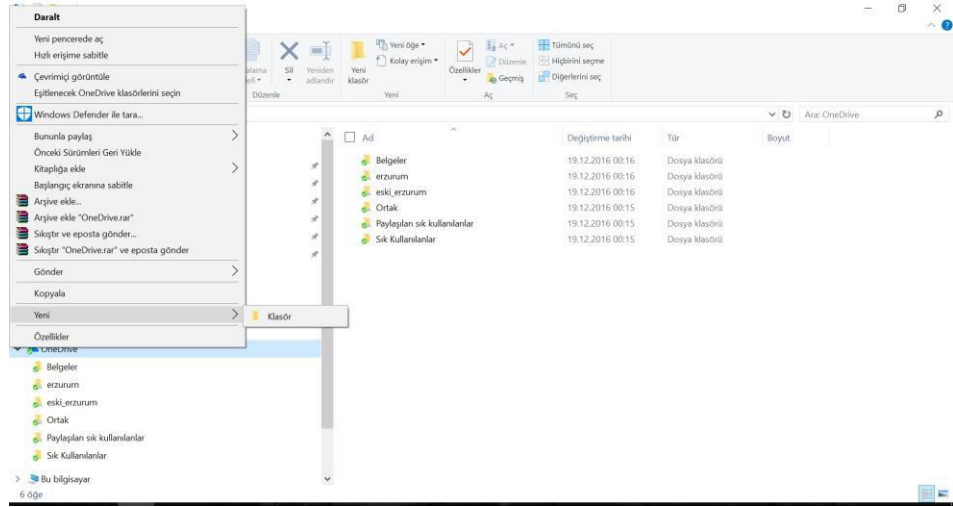 Daralt
Yeni pencerede aç
Hızlı erişime sabitle
Çevrimiçi görüntüle
Eşitlenecek OneDrive klasörlerini seçin
Windows Defender ile tara...
Bununla paylaş
Önceki Sürümleri Geri Yükle
Kitaplığa ekle
Başlangıç ekranına sabitle
Arşive ekle...
Arşive ekle "OneDrive.rar"
Sıkıştır ve eposta gönder...
Sıkıştır "OneDrive.rar" ve eposta gönder
Gönder
Kopyala
Yeni
Klasör
Özellikler
Sil
Yeniden adlandır
Düzenle
Yeni klasör
Yeni öğe
Kolay erişim
Yeni
Özellikler
Aç
Düzenle
Geçmiş
Aç
Tümünü seç
Hiçbirini seçme
Diğerlerini seç
Seç
Ara: OneDrive
Ad Değiştirme tarihi Tür Boyut
Belgeler 19.12.2016 00:16 Dosya klasörü
erzurum 19.12.2016 00:16 Dosya klasörü
eski_erzurum 19.12.2016 00:16 Dosya klasörü
Ortak 19.12.2016 00:15 Dosya klasörü
Paylaşılan sık kullanılanlar 19.12.2016 00:15 Dosya klasörü
Sık Kullanılanlar 19.12.2016 00:15 Dosya klasörü
OneDrive
Belgeler
erzurum
eski_erzurum
Ortak
Paylaşılan sık kullanılanlar
Sık Kullanılanlar
Bu bilgisayar
6 öğe